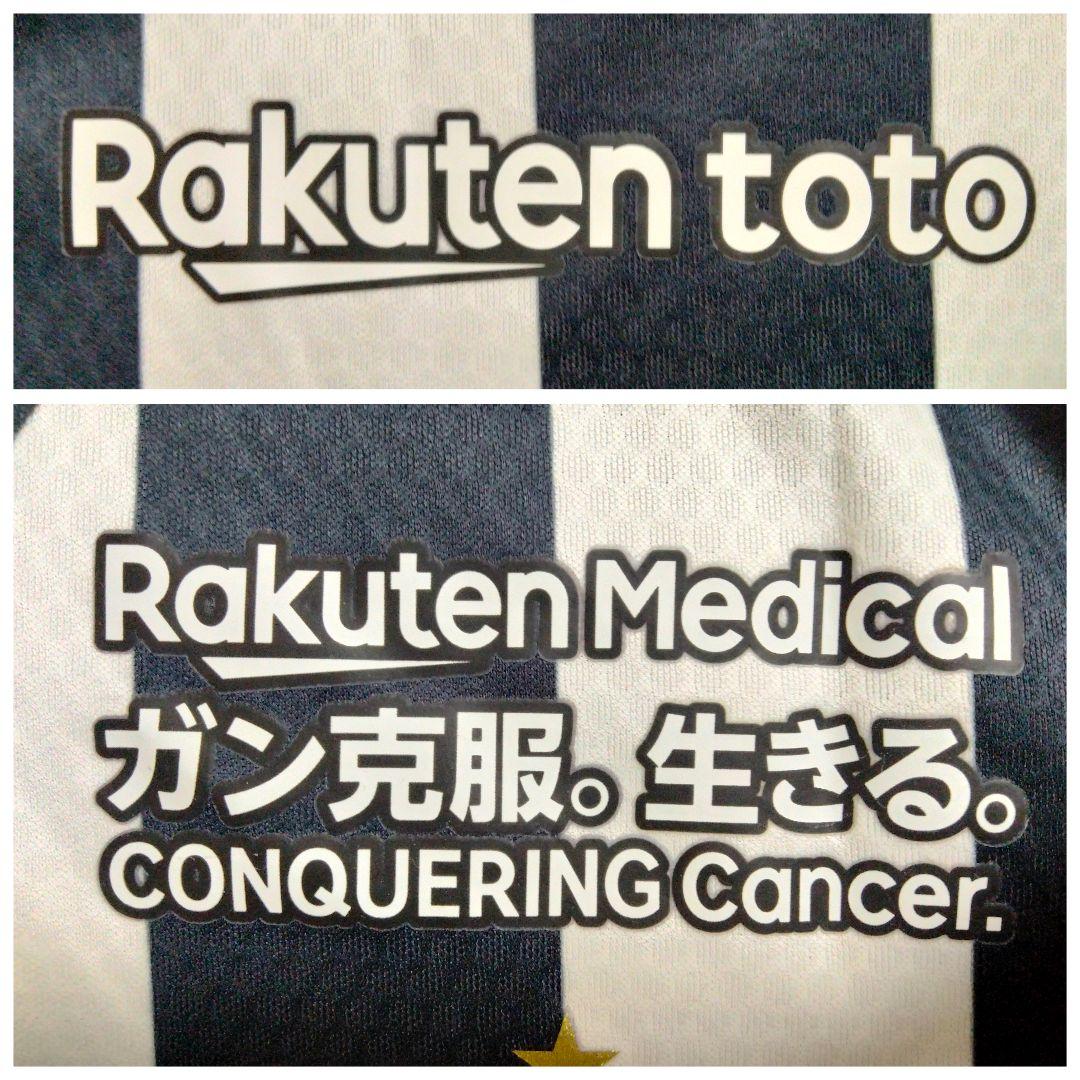 Rakuten toto
Rakuten Medical
ガン克服。生きる。
CONQUERING Cancer.